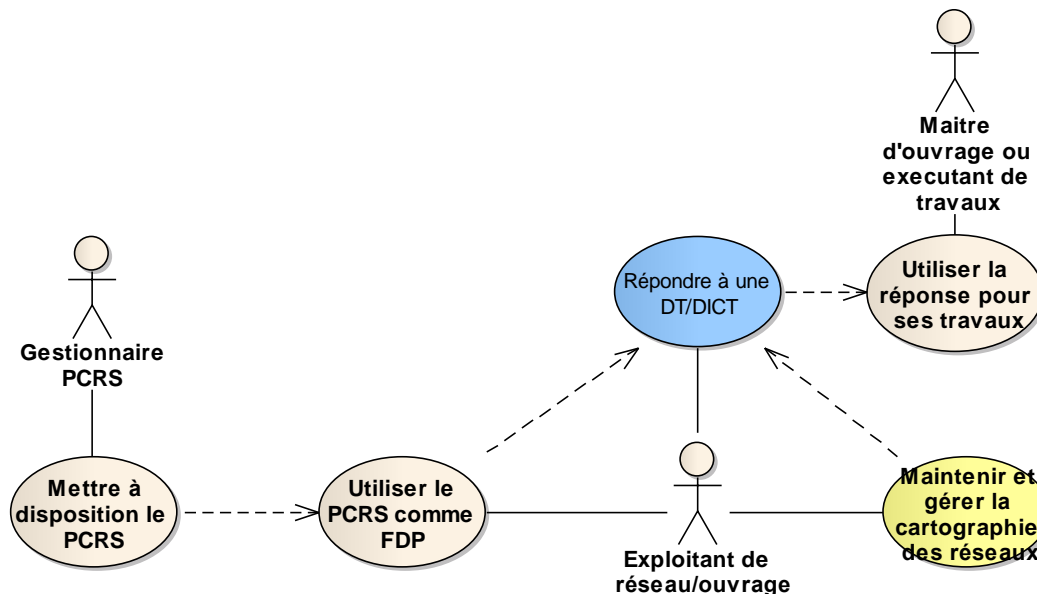 Maitre
d'ouvrage ou
executant de
travaux
Répondre à une
DT/DICT
Utiliser la
réponse pour
ses travaux
Gestionnaire
PCRS
Mettre à
disposition le
PCRS
Utiliser le
PCRS comme
FDP
Exploitant de
réseau/ouvrage
Maintenir et
gérer la
cartographie
des réseaux